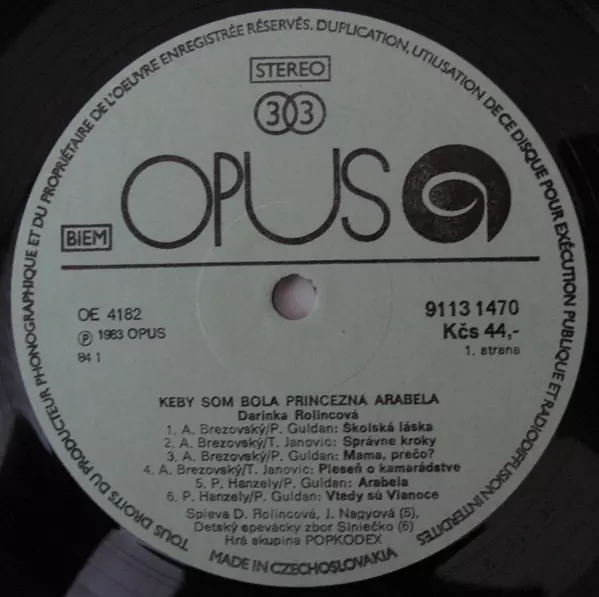 TOUS DROITS DU PRODUCTEUR PHONOGRAPHIQUE ET DU PROPRIÉTAIRE DE L'OEUVRE ENREGISTRÉE RÉSERVÉS. DUPLICATION, UTILISATION DE CE DISQUE POUR EXÉCUTION PUBLIQUE ET RADIODIFFUSION INTERDITES
STEREO
33
OPUS
BIEM
OE 4182
9113 1470
Ⓟ 1983 OPUS
Kčs 44,-
84 1
1. strana
KEBY SOM BOLA PRINCEZNÁ ARABELA
Darinka Rolincová
1. A. Brezovský/P. Guldan: Školská láska
2. A. Brezovský/T. Janovic: Správne kroky
3. A. Brezovský/P. Guldan: Mama, prečo?
4. A. Brezovský/T. Janovic: Pieseň o kamarátstve
5. P. Hanzely/P. Guldan: Arabela
6. P. Hanzely/P. Guldan: Vtedy sú Vianoce
Spieva D. Rolincová, J. Nagyová (5),
Detský spevácky zbor Slniečko (6)
Hrá skupina POPKODEX
MADE IN CZECHOSLOVAKIA